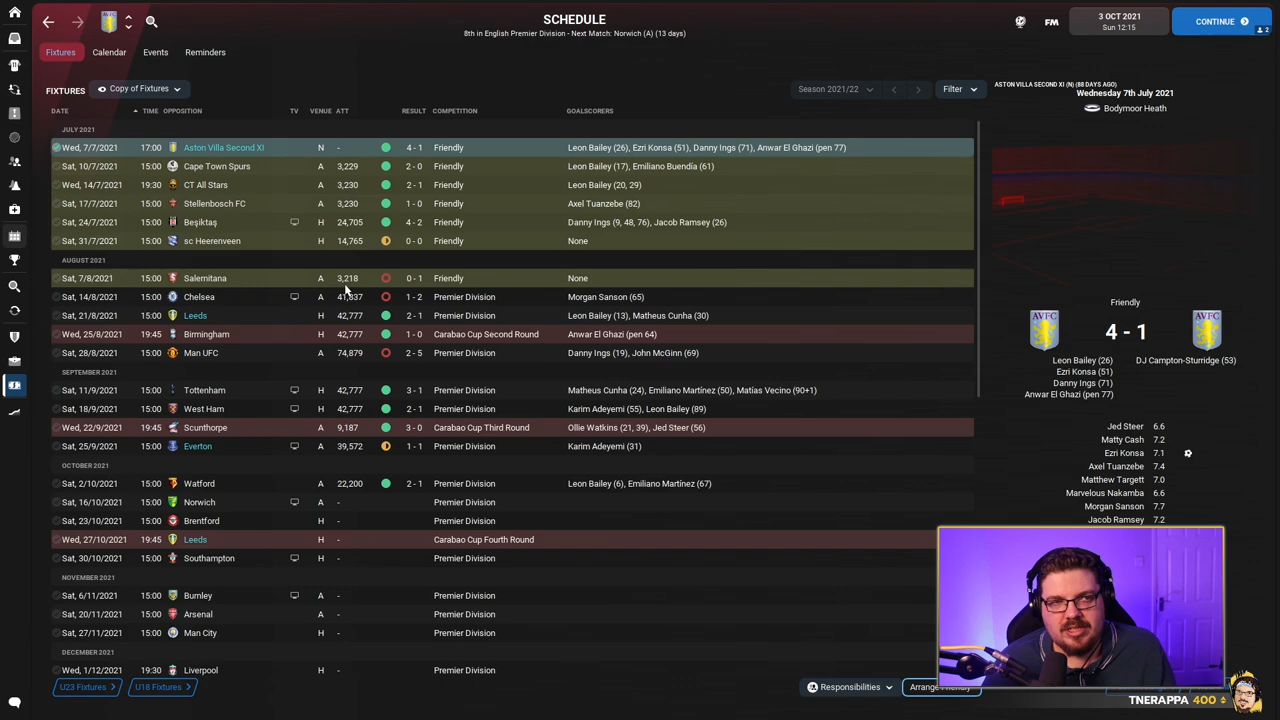 SCHEDULE
8th in English Premier Division - Next Match: Norwich (A) (13 days)
FM
3 OCT 2021
Sun 12:15
CONTINUE
2
Fixtures Calendar Events Reminders
FIXTURES Copy of Fixtures Season 2021/22 Filter
DATE TIME OPPOSITION TV VENUE ATT RESULT COMPETITION GOALSCORERS
JULY 2021
Wed, 7/7/2021 17:00 Aston Villa Second XI N - 4 - 1 Friendly Leon Bailey (26), Ezri Konsa (51), Danny Ings (71), Anwar El Ghazi (pen 77)
Sat, 10/7/2021 15:00 Cape Town Spurs A 3,229 2 - 0 Friendly Leon Bailey (17), Emiliano Buendía (61)
Wed, 14/7/2021 19:30 CT All Stars A 3,230 2 - 1 Friendly Leon Bailey (20, 29)
Sat, 17/7/2021 15:00 Stellenbosch FC A 3,230 1 - 0 Friendly Axel Tuanzebe (82)
Sat, 24/7/2021 15:00 Beşiktaş H 24,705 4 - 2 Friendly Danny Ings (9, 48, 76), Jacob Ramsey (26)
Sat, 31/7/2021 15:00 sc Heerenveen H 14,765 0 - 0 Friendly None
AUGUST 2021
Sat, 7/8/2021 15:00 Salernitana A 3,218 0 - 1 Friendly None
Sat, 14/8/2021 15:00 Chelsea A 41,837 1 - 2 Premier Division Morgan Sanson (65)
Sat, 21/8/2021 15:00 Leeds H 42,777 2 - 1 Premier Division Leon Bailey (13), Matheus Cunha (30)
Wed, 25/8/2021 19:45 Birmingham H 42,777 1 - 0 Carabao Cup Second Round Anwar El Ghazi (pen 64)
Sat, 28/8/2021 15:00 Man UFC A 74,879 2 - 5 Premier Division Danny Ings (19), John McGinn (69)
SEPTEMBER 2021
Sat, 11/9/2021 15:00 Tottenham H 42,777 3 - 1 Premier Division Matheus Cunha (24), Emiliano Martínez (50), Matías Vecino (90+1)
Sat, 18/9/2021 15:00 West Ham H 42,777 2 - 1 Premier Division Karim Adeyemi (55), Leon Bailey (89)
Wed, 22/9/2021 19:45 Scunthorpe A 9,187 3 - 0 Carabao Cup Third Round Ollie Watkins (21, 39), Jed Steer (56)
Sat, 25/9/2021 15:00 Everton A 39,572 1 - 1 Premier Division Karim Adeyemi (31)
OCTOBER 2021
Sat, 2/10/2021 15:00 Watford A 22,200 2 - 1 Premier Division Leon Bailey (6), Emiliano Martínez (67)
Sat, 16/10/2021 15:00 Norwich A - Premier Division
Sat, 23/10/2021 15:00 Brentford H - Premier Division
Wed, 27/10/2021 19:45 Leeds H - Carabao Cup Fourth Round
Sat, 30/10/2021 15:00 Southampton H - Premier Division
NOVEMBER 2021
Sat, 6/11/2021 15:00 Burnley A - Premier Division
Sat, 20/11/2021 15:00 Arsenal A - Premier Division
Sat, 27/11/2021 15:00 Man City H - Premier Division
DECEMBER 2021
Wed, 1/12/2021 19:30 Liverpool H - Premier Division
U23 Fixtures U18 Fixtures Responsibilities Arrange Friendly
ASTON VILLA SECOND XI (N) (88 DAYS AGO)
Wednesday 7th July 2021
Bodymoor Heath
Friendly
AVFC 4 - 1 AVFC
Leon Bailey (26) DJ Campton-Sturridge (53)
Ezri Konsa (51)
Danny Ings (71)
Anwar El Ghazi (pen 77)
Jed Steer 6.6
Matty Cash 7.2
Ezri Konsa 7.1
Axel Tuanzebe 7.4
Matthew Targett 7.0
Marvelous Nakamba 6.6
Morgan Sanson 7.7
Jacob Ramsey 7.2
TNERAPPA 400